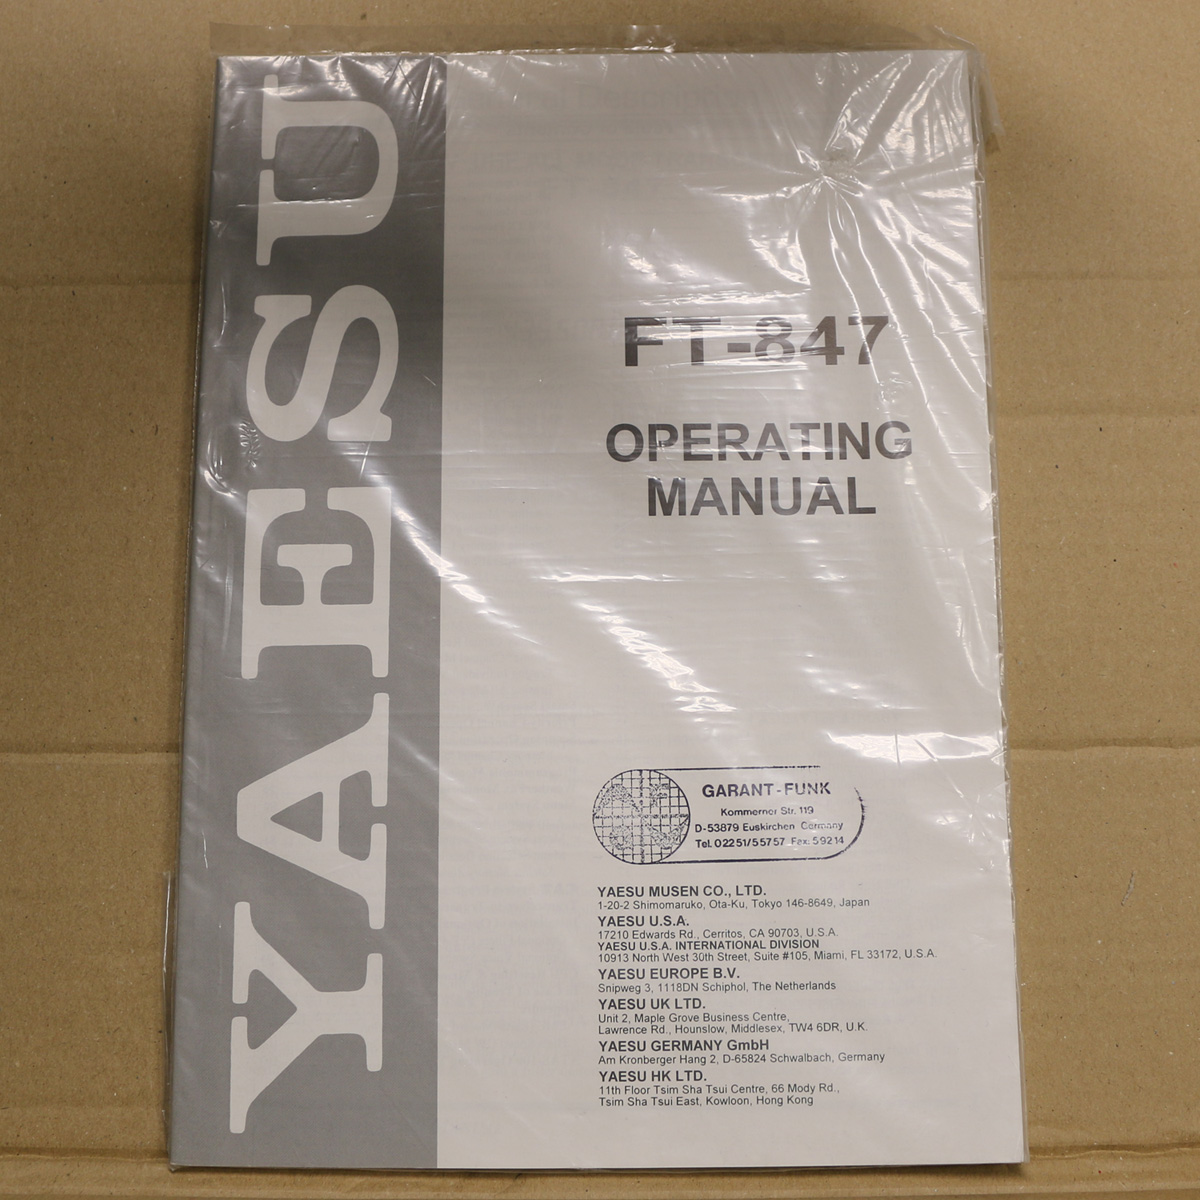 YAESU
FT-847
OPERATING
MANUAL
GARANT-FUNK
Kommerner Str. 119
D-53879 Euskirchen Germany
Tel. 02251/55757 Fax: 59214
YAESU MUSEN CO., LTD.
1-20-2 Shimomaruko, Ota-Ku, Tokyo 146-8649, Japan
YAESU U.S.A.
17210 Edwards Rd., Cerritos, CA 90703, U.S.A.
YAESU U.S.A. INTERNATIONAL DIVISION
10913 North West 30th Street, Suite #105, Miami, FL 33172, U.S.A.
YAESU EUROPE B.V.
Snipweg 3, 1118DN Schiphol, The Netherlands
YAESU UK LTD.
Unit 2, Maple Grove Business Centre,
Lawrence Rd., Hounslow, Middlesex, TW4 6DR, U.K.
YAESU GERMANY GmbH
Am Kronberger Hang 2, D-65824 Schwalbach, Germany
YAESU HK LTD.
11th Floor Tsim Sha Tsui Centre, 66 Mody Rd.,
Tsim Sha Tsui East, Kowloon, Hong Kong